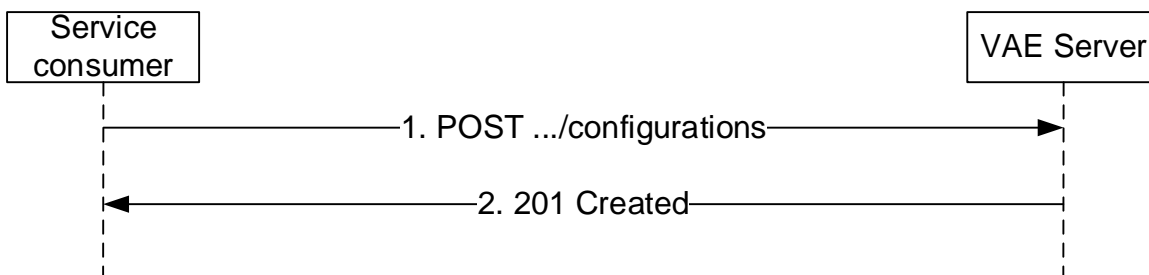 Service
consumer
VAE Server
1. POST .../configurations
2. 201 Created